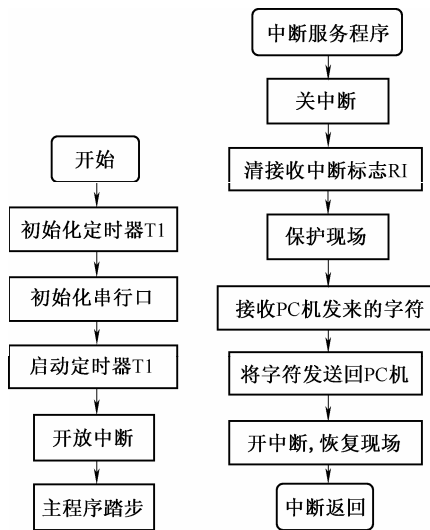 开始
初始化定时器T1
初始化串行口
启动定时器T1
开放中断
主程序踏步
中断服务程序
关中断
清接收中断标志RI
保护现场
接收PC机发来的字符
将字符发送回PC机
开中断,恢复现场
中断返回